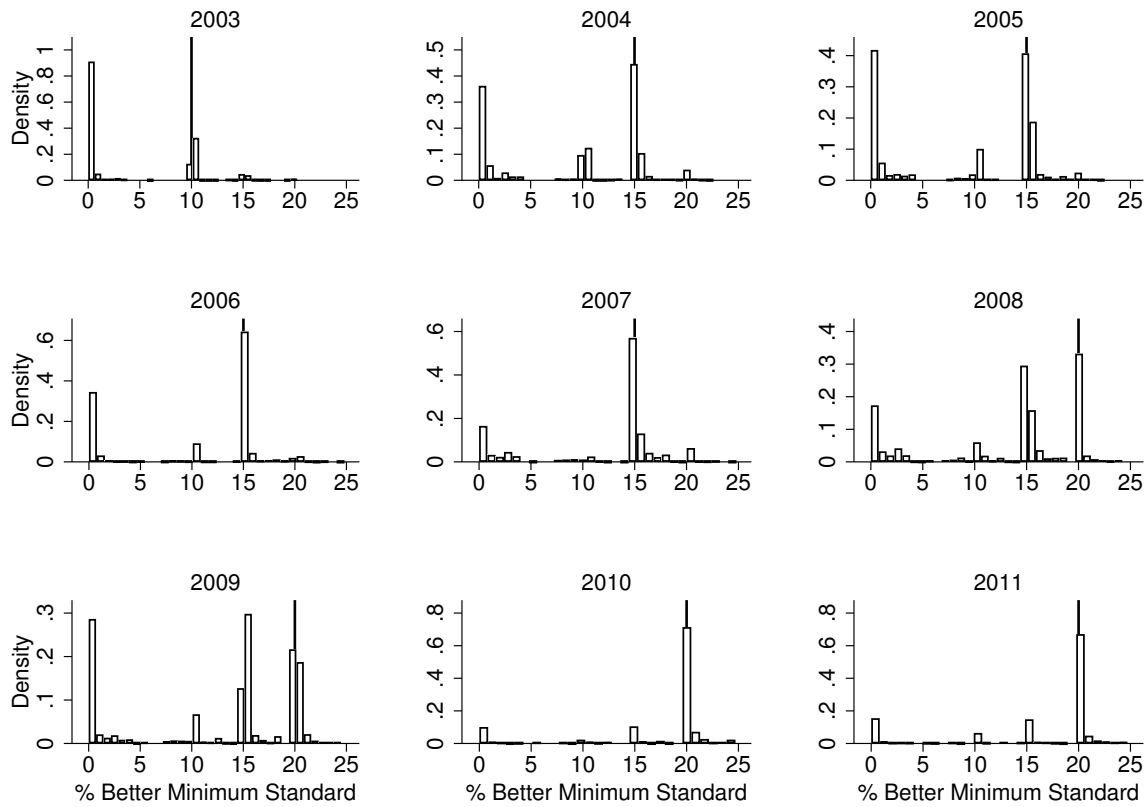 2003
Density
0 .2 .4 .6 .8 1
0 5 10 15 20 25
2004
0 .1 .2 .3 .4 .5
0 5 10 15 20 25
2005
0 .1 .2 .3 .4
0 5 10 15 20 25
2006
Density
0 .2 .4 .6
0 5 10 15 20 25
2007
0 .2 .4 .6
0 5 10 15 20 25
2008
0 .1 .2 .3 .4
0 5 10 15 20 25
2009
Density
0 .1 .2 .3
0 5 10 15 20 25
% Better Minimum Standard
2010
0 .2 .4 .6 .8
0 5 10 15 20 25
% Better Minimum Standard
2011
0 .2 .4 .6 .8
0 5 10 15 20 25
% Better Minimum Standard